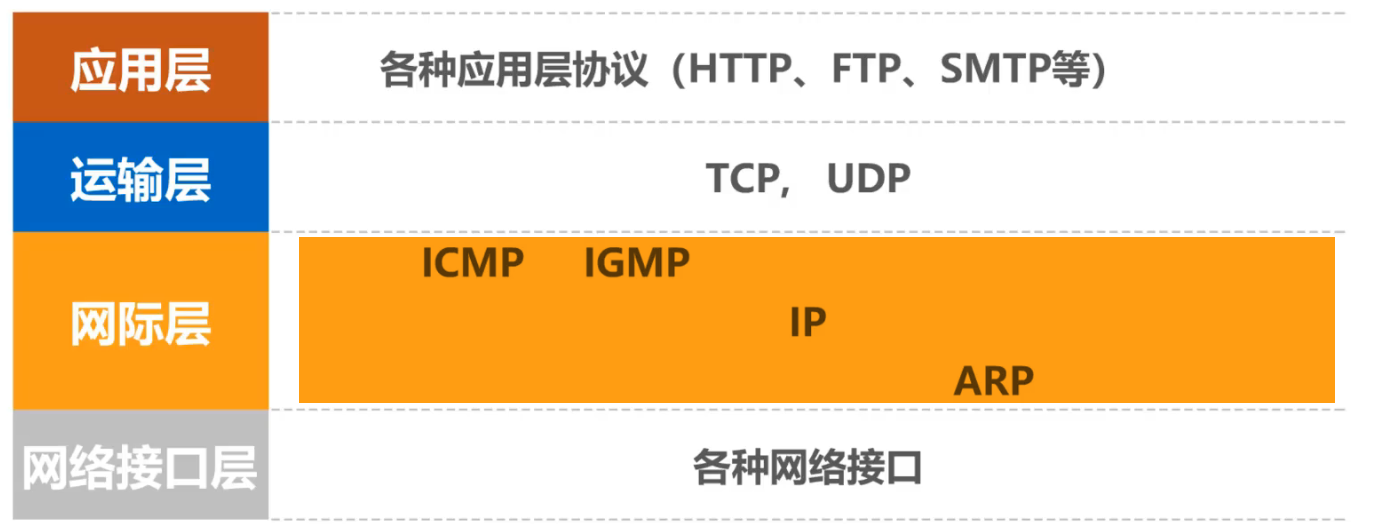 应用层
各种应用层协议（HTTP、FTP、SMTP等）
运输层
TCP， UDP
网际层
ICMP IGMP
IP
ARP
网络接口层
各种网络接口